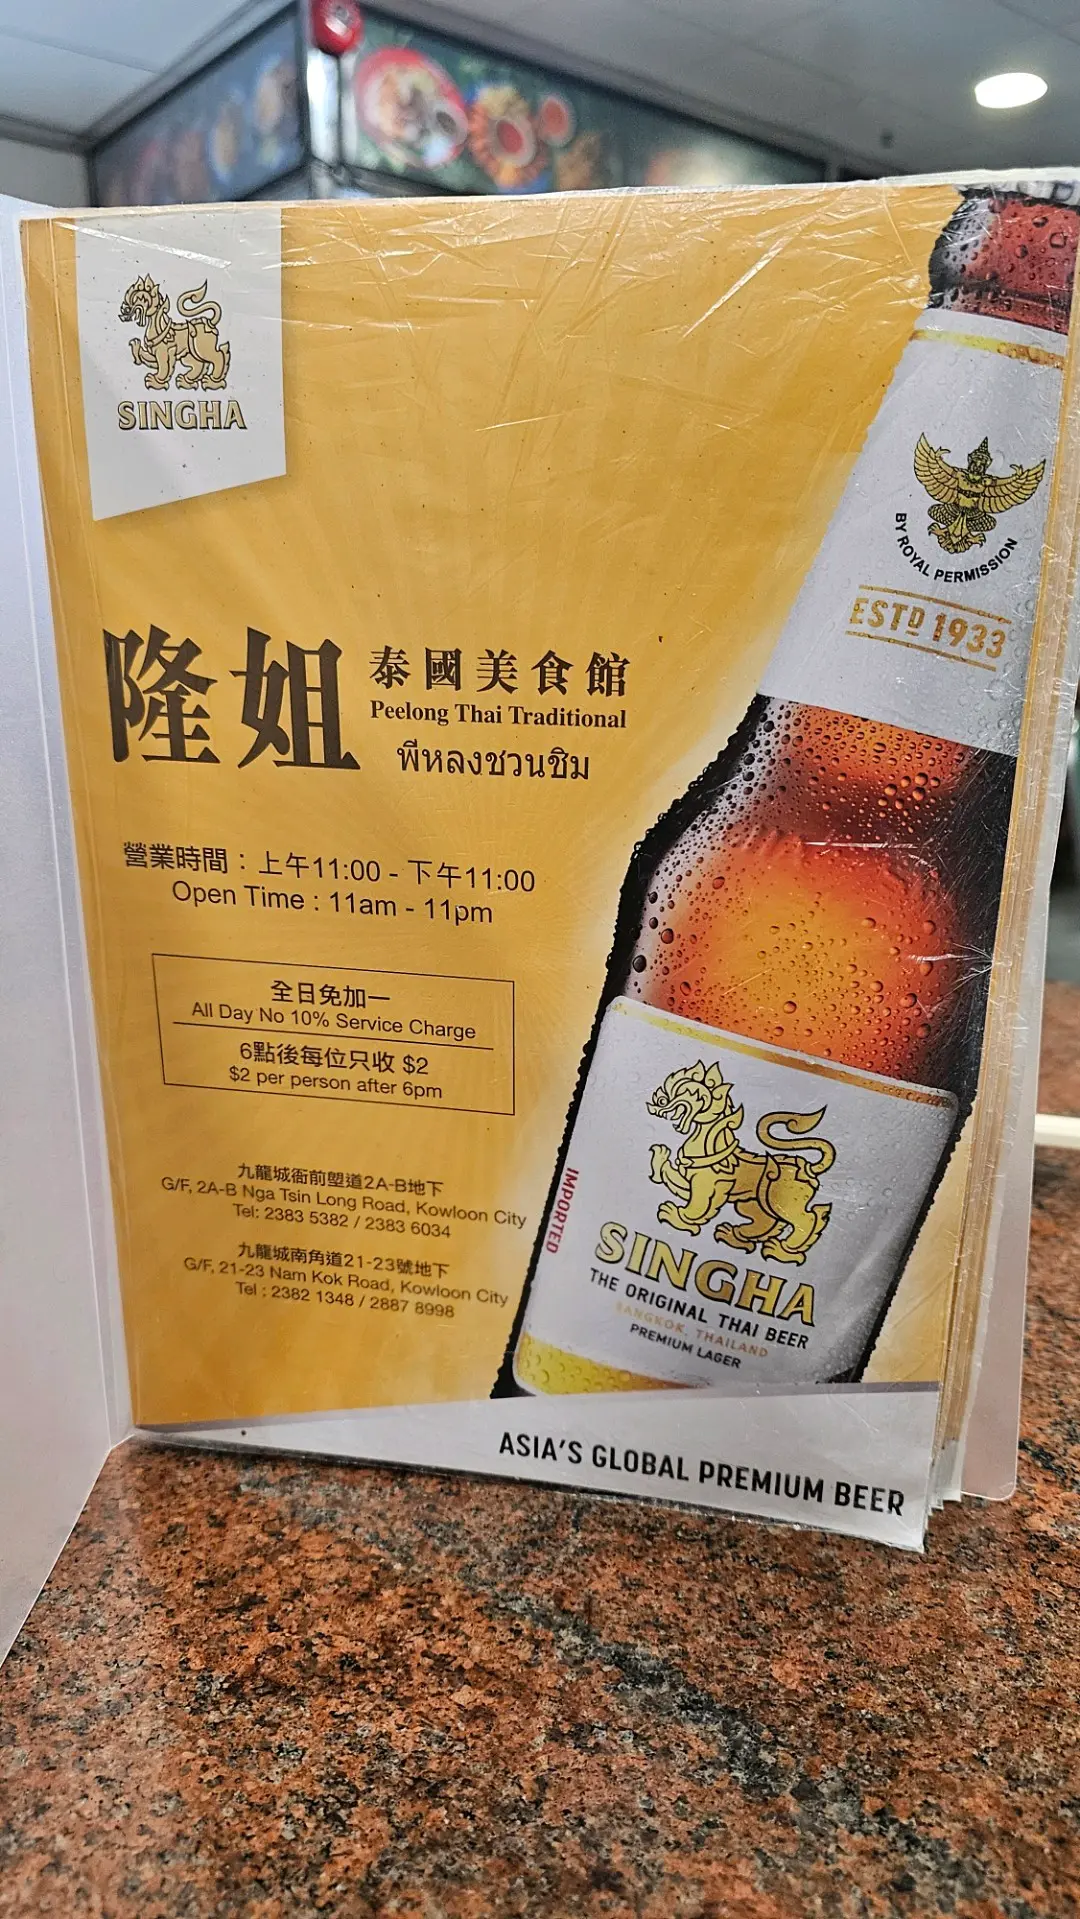 SINGHA
隆姐
泰國美食館
Peelong Thai Traditional
พีหลงชวนชิม
營業時間：上午11:00 - 下午11:00
Open Time : 11am - 11pm
全日免加一
All Day No 10% Service Charge
6點後每位只收 $2
$2 per person after 6pm
九龍城衙前塱道2A-B地下
G/F, 2A-B Nga Tsin Long Road, Kowloon City
Tel: 2383 5382 / 2383 6034
九龍城南角道21-23號地下
G/F, 21-23 Nam Kok Road, Kowloon City
Tel : 2382 1348 / 2887 8998
BY ROYAL PERMISSION
ESTD 1933
IMPORTED
SINGHA
THE ORIGINAL THAI BEER
BANGKOK, THAILAND
PREMIUM LAGER
ASIA'S GLOBAL PREMIUM BEER